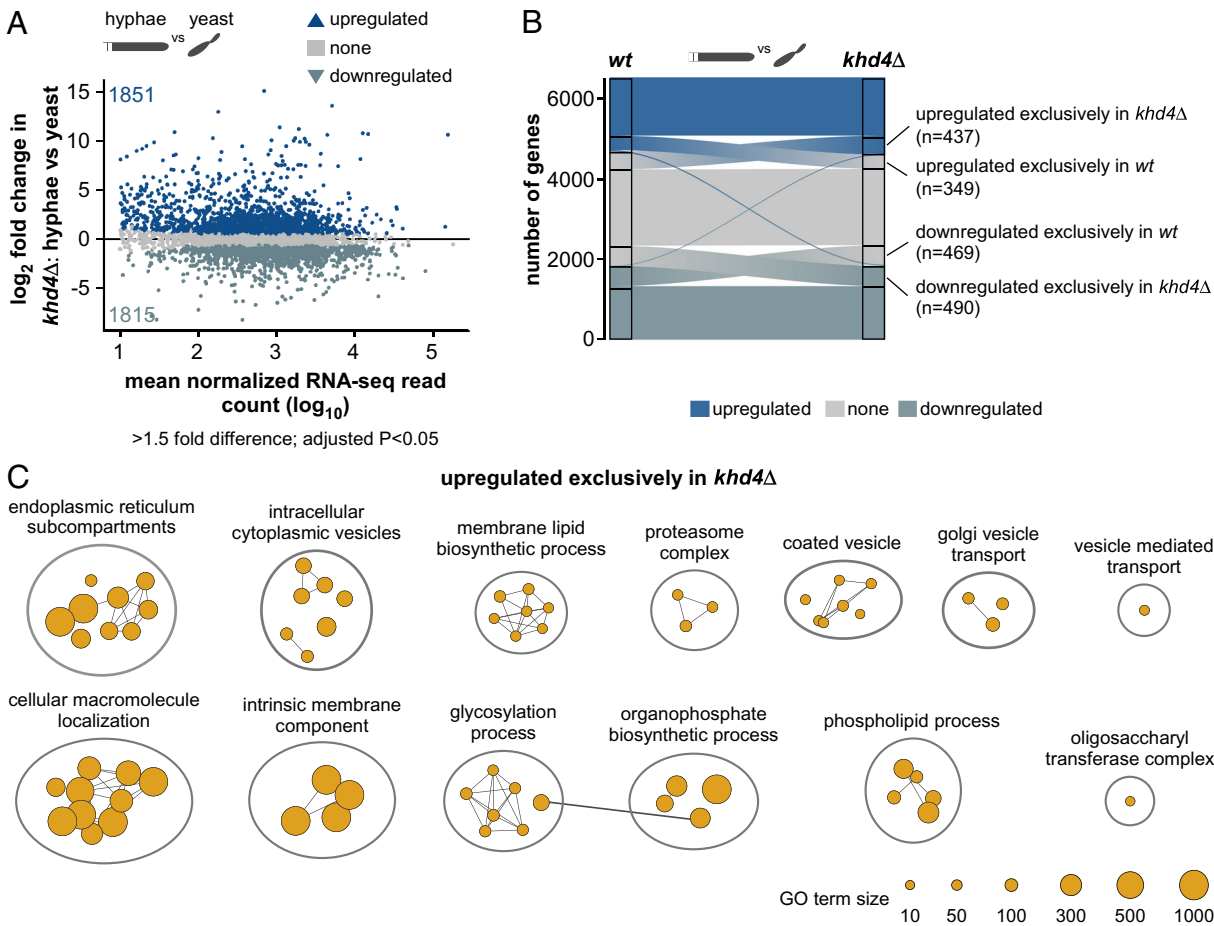 A
hyphae vs yeast
upregulated
none
downregulated
log2 fold change in
khd4Δ: hyphae vs yeast
15
10
5
0
-5
1851
1815
1
2
3
4
5
mean normalized RNA-seq read
count (log10)
>1.5 fold difference; adjusted P<0.05
B
vs
wt
khd4Δ
number of genes
6000
4000
2000
0
upregulated exclusively in khd4Δ
(n=437)
upregulated exclusively in wt
(n=349)
downregulated exclusively in wt
(n=469)
downregulated exclusively in khd4Δ
(n=490)
upregulated
none
downregulated
C
upregulated exclusively in khd4Δ
endoplasmic reticulum
subcompartments
intracellular
cytoplasmic vesicles
membrane lipid
biosynthetic process
proteasome
complex
coated vesicle
golgi vesicle
transport
vesicle mediated
transport
cellular macromolecule
localization
intrinsic membrane
component
glycosylation
process
organophosphate
biosynthetic process
phospholipid process
oligosaccharyl
transferase complex
GO term size
10
50
100
300
500
1000